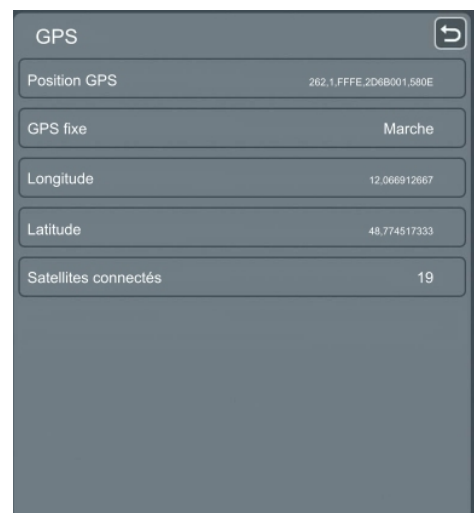 GPS
Position GPS 262,1,FFFE,2D6B001,580E
GPS fixe Marche
Longitude 12,066912667
Latitude 48,774517333
Satellites connectés 19